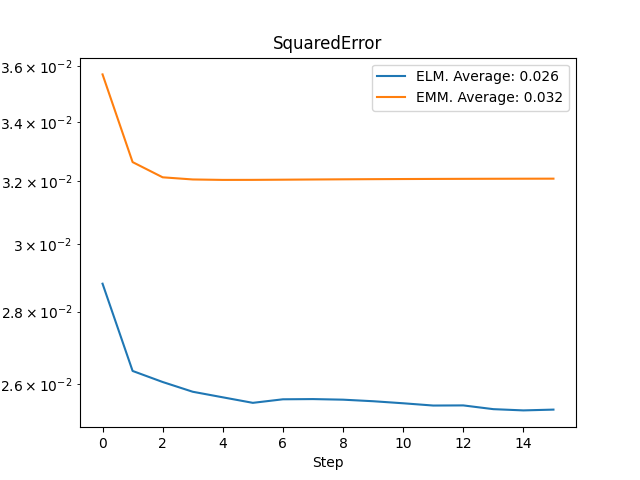 SquaredError
ELM. Average: 0.026
EMM. Average: 0.032
3.6 × 10⁻²
3.4 × 10⁻²
3.2 × 10⁻²
3 × 10⁻²
2.8 × 10⁻²
2.6 × 10⁻²
0 2 4 6 8 10 12 14
Step